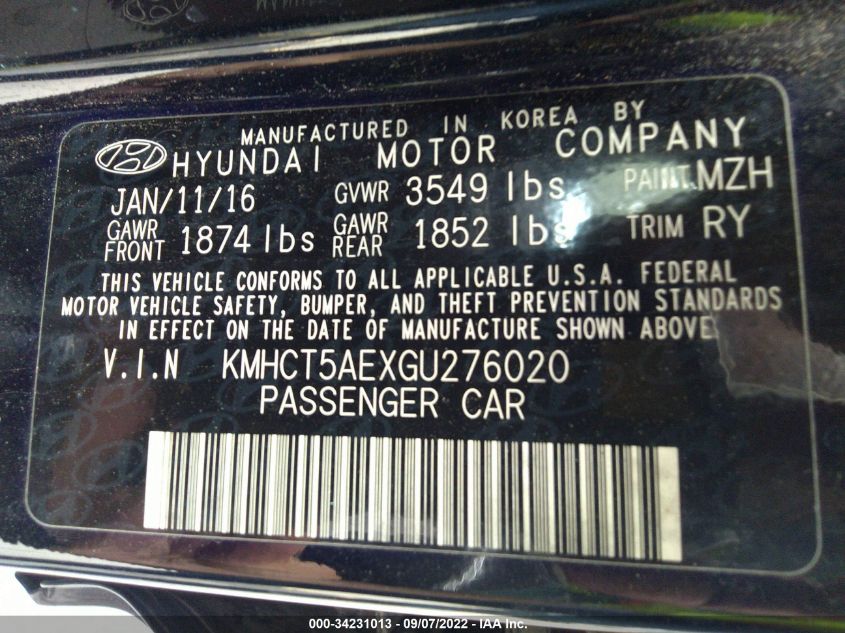 MANUFACTURED IN KOREA BY
HYUNDAI MOTOR COMPANY
JAN/11/16 GVWR 3549 lbs PAINT MZH
GAWR FRONT 1874 lbs GAWR REAR 1852 lbs TRIM RY
THIS VEHICLE CONFORMS TO ALL APPLICABLE U.S.A. FEDERAL
MOTOR VEHICLE SAFETY, BUMPER, AND THEFT PREVENTION STANDARDS
IN EFFECT ON THE DATE OF MANUFACTURE SHOWN ABOVE.
V.I.N KMHCT5AEXGU276020
PASSENGER CAR
000-34231013 - 09/07/2022 - IAA Inc.